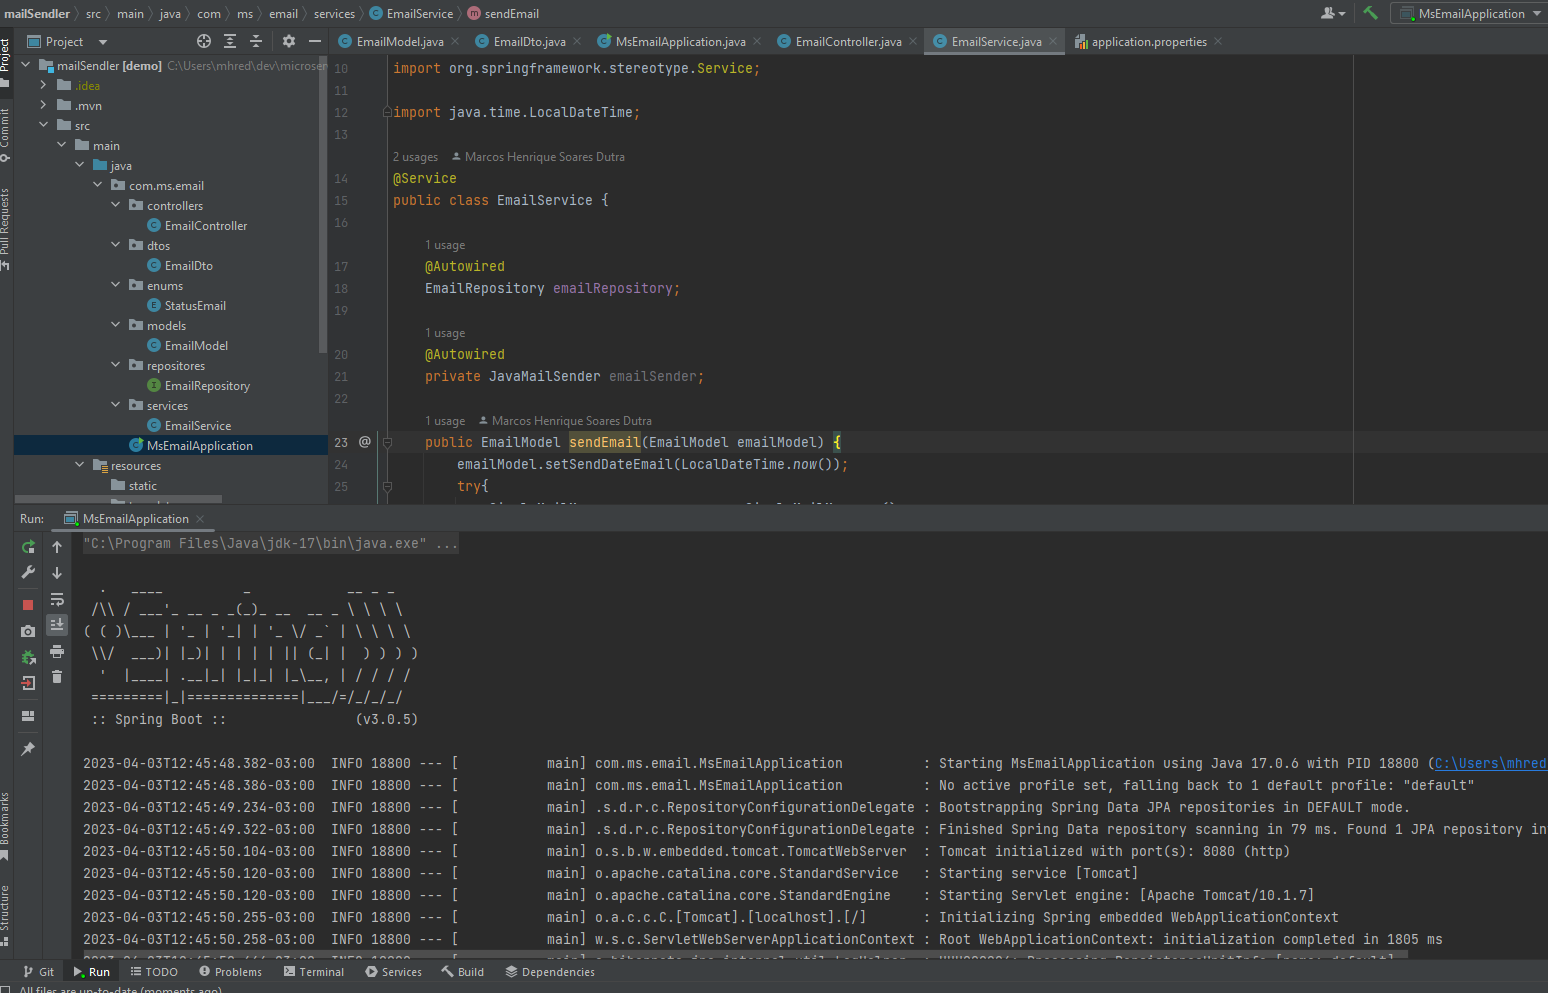 mailSendler src main java com ms email services EmailService sendEmail MsEmailApplication
Project EmailModel.java EmailDto.java MsEmailApplication.java EmailController.java EmailService.java application.properties
Project
Commit
Pull Requests
mailSendler [demo] C:\Users\mhred\dev\microser
.idea
.mvn
src
main
java
com.ms.email
controllers
EmailController
dtos
EmailDto
enums
StatusEmail
models
EmailModel
repositores
EmailRepository
services
EmailService
MsEmailApplication
resources
static
10 import org.springframework.stereotype.Service;
11
12 import java.time.LocalDateTime;
13
2 usages Marcos Henrique Soares Dutra
14 @Service
15 public class EmailService {
16
1 usage
17 @Autowired
18 EmailRepository emailRepository;
19
1 usage
20 @Autowired
21 private JavaMailSender emailSender;
22
1 usage Marcos Henrique Soares Dutra
23 @ public EmailModel sendEmail(EmailModel emailModel) {
24 emailModel.setSendDateEmail(LocalDateTime.now());
25 try{
Run: MsEmailApplication
"C:\Program Files\Java\jdk-17\bin\java.exe" ...
  .   ____          _            __ _ _
 /\\ / ___'_ __ _ _(_)_ __  __ _ \ \ \ \
( ( )\___ | '_ | '_| | '_ \/ _` | \ \ \ \
 \\/  ___)| |_)| | | | | || (_| |  ) ) ) )
  '  |____| .__|_| |_|_| |_\__, | / / / /
 =========|_|==============|___/=/_/_/_/
 :: Spring Boot ::                (v3.0.5)
2023-04-03T12:45:48.382-03:00  INFO 18800 --- [           main] com.ms.email.MsEmailApplication          : Starting MsEmailApplication using Java 17.0.6 with PID 18800 (C:\Users\mhred
2023-04-03T12:45:48.386-03:00  INFO 18800 --- [           main] com.ms.email.MsEmailApplication          : No active profile set, falling back to 1 default profile: "default"
2023-04-03T12:45:49.234-03:00  INFO 18800 --- [           main] .s.d.r.c.RepositoryConfigurationDelegate : Bootstrapping Spring Data JPA repositories in DEFAULT mode.
2023-04-03T12:45:49.322-03:00  INFO 18800 --- [           main] .s.d.r.c.RepositoryConfigurationDelegate : Finished Spring Data repository scanning in 79 ms. Found 1 JPA repository in
2023-04-03T12:45:50.104-03:00  INFO 18800 --- [           main] o.s.b.w.embedded.tomcat.TomcatWebServer  : Tomcat initialized with port(s): 8080 (http)
2023-04-03T12:45:50.120-03:00  INFO 18800 --- [           main] o.apache.catalina.core.StandardService   : Starting service [Tomcat]
2023-04-03T12:45:50.120-03:00  INFO 18800 --- [           main] o.apache.catalina.core.StandardEngine    : Starting Servlet engine: [Apache Tomcat/10.1.7]
2023-04-03T12:45:50.255-03:00  INFO 18800 --- [           main] o.a.c.c.C.[Tomcat].[localhost].[/]       : Initializing Spring embedded WebApplicationContext
2023-04-03T12:45:50.258-03:00  INFO 18800 --- [           main] w.s.c.ServletWebServerApplicationContext : Root WebApplicationContext: initialization completed in 1805 ms
Bookmarks
Structure
Git Run TODO Problems Terminal Services Build Dependencies
All files are up-to-date (moments ago)